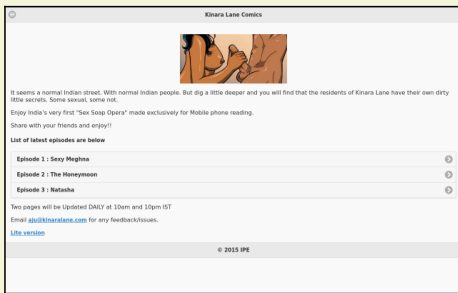 Kinara Lane Comics
It seems a normal Indian street. With normal Indian people. But dig a little deeper and you will find that the residents of Kinara Lane have their own dirty
little secrets. Some sexual, some not.
Enjoy India's very first "Sex Soap Opera" made exclusively for Mobile phone reading.
Share with your friends and enjoy!!
List of latest episodes are below
Episode 1 : Sexy Meghna
Episode 2 : The Honeymoon
Episode 3 : Natasha
Two pages will be Updated DAILY at 10am and 10pm IST
Email aju@kinaralane.com for any feedback/issues.
Lite version
© 2015 IPE